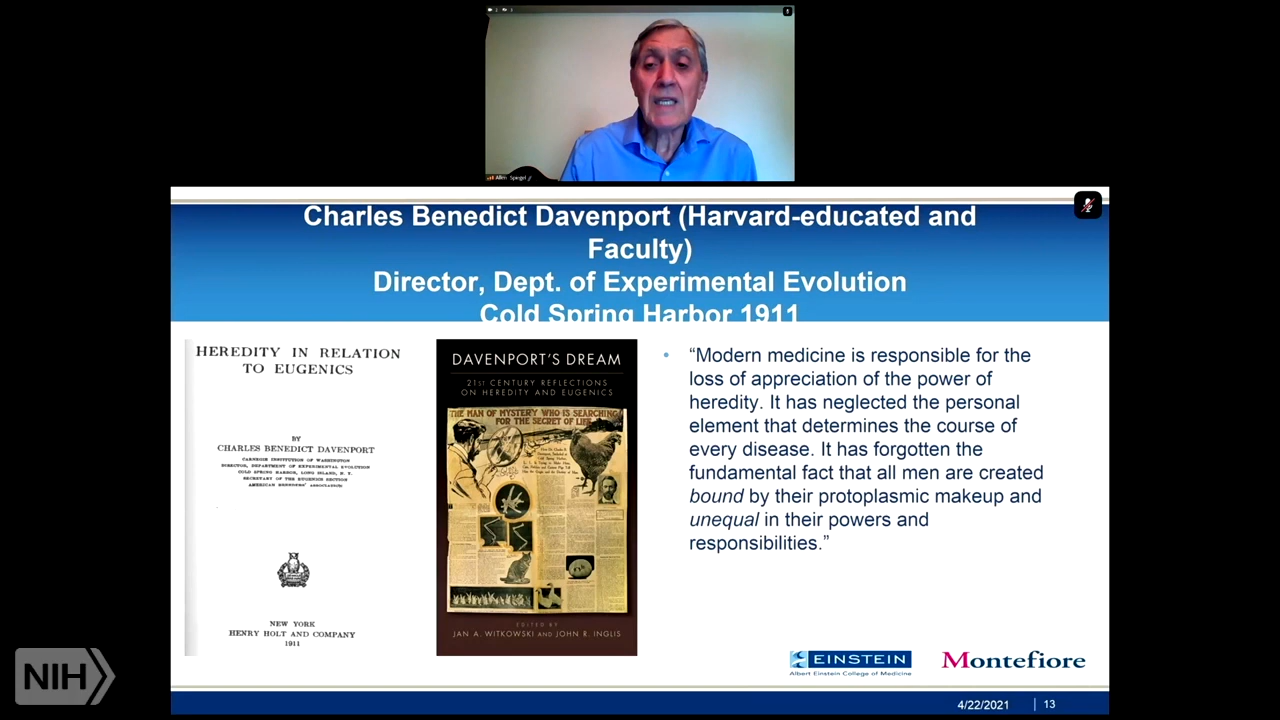 Allen Spiegel
Charles Benedict Davenport (Harvard-educated and
Faculty)
Director, Dept. of Experimental Evolution
Cold Spring Harbor 1911
HEREDITY IN RELATION
TO EUGENICS
BY
CHARLES BENEDICT DAVENPORT
CARNEGIE INSTITUTION OF WASHINGTON
DIRECTOR, DEPARTMENT OF EXPERIMENTAL EVOLUTION
COLD SPRING HARBOR, LONG ISLAND, N. Y.
SECRETARY OF THE EUGENICS SECTION
AMERICAN BREEDERS' ASSOCIATION
NEW YORK
HENRY HOLT AND COMPANY
1911
DAVENPORT'S DREAM
21ST CENTURY REFLECTIONS
ON HEREDITY AND EUGENICS
THE MAN OF MYSTERY WHO IS SEARCHING
FOR THE SECRET OF LIFE
EDITED BY
JAN A. WITKOWSKI AND JOHN R. INGLIS
• “Modern medicine is responsible for the
loss of appreciation of the power of
heredity. It has neglected the personal
element that determines the course of
every disease. It has forgotten the
fundamental fact that all men are created
bound by their protoplasmic makeup and
unequal in their powers and
responsibilities.”
EINSTEIN
Albert Einstein College of Medicine
Montefiore
NIH
4/22/2021 | 13